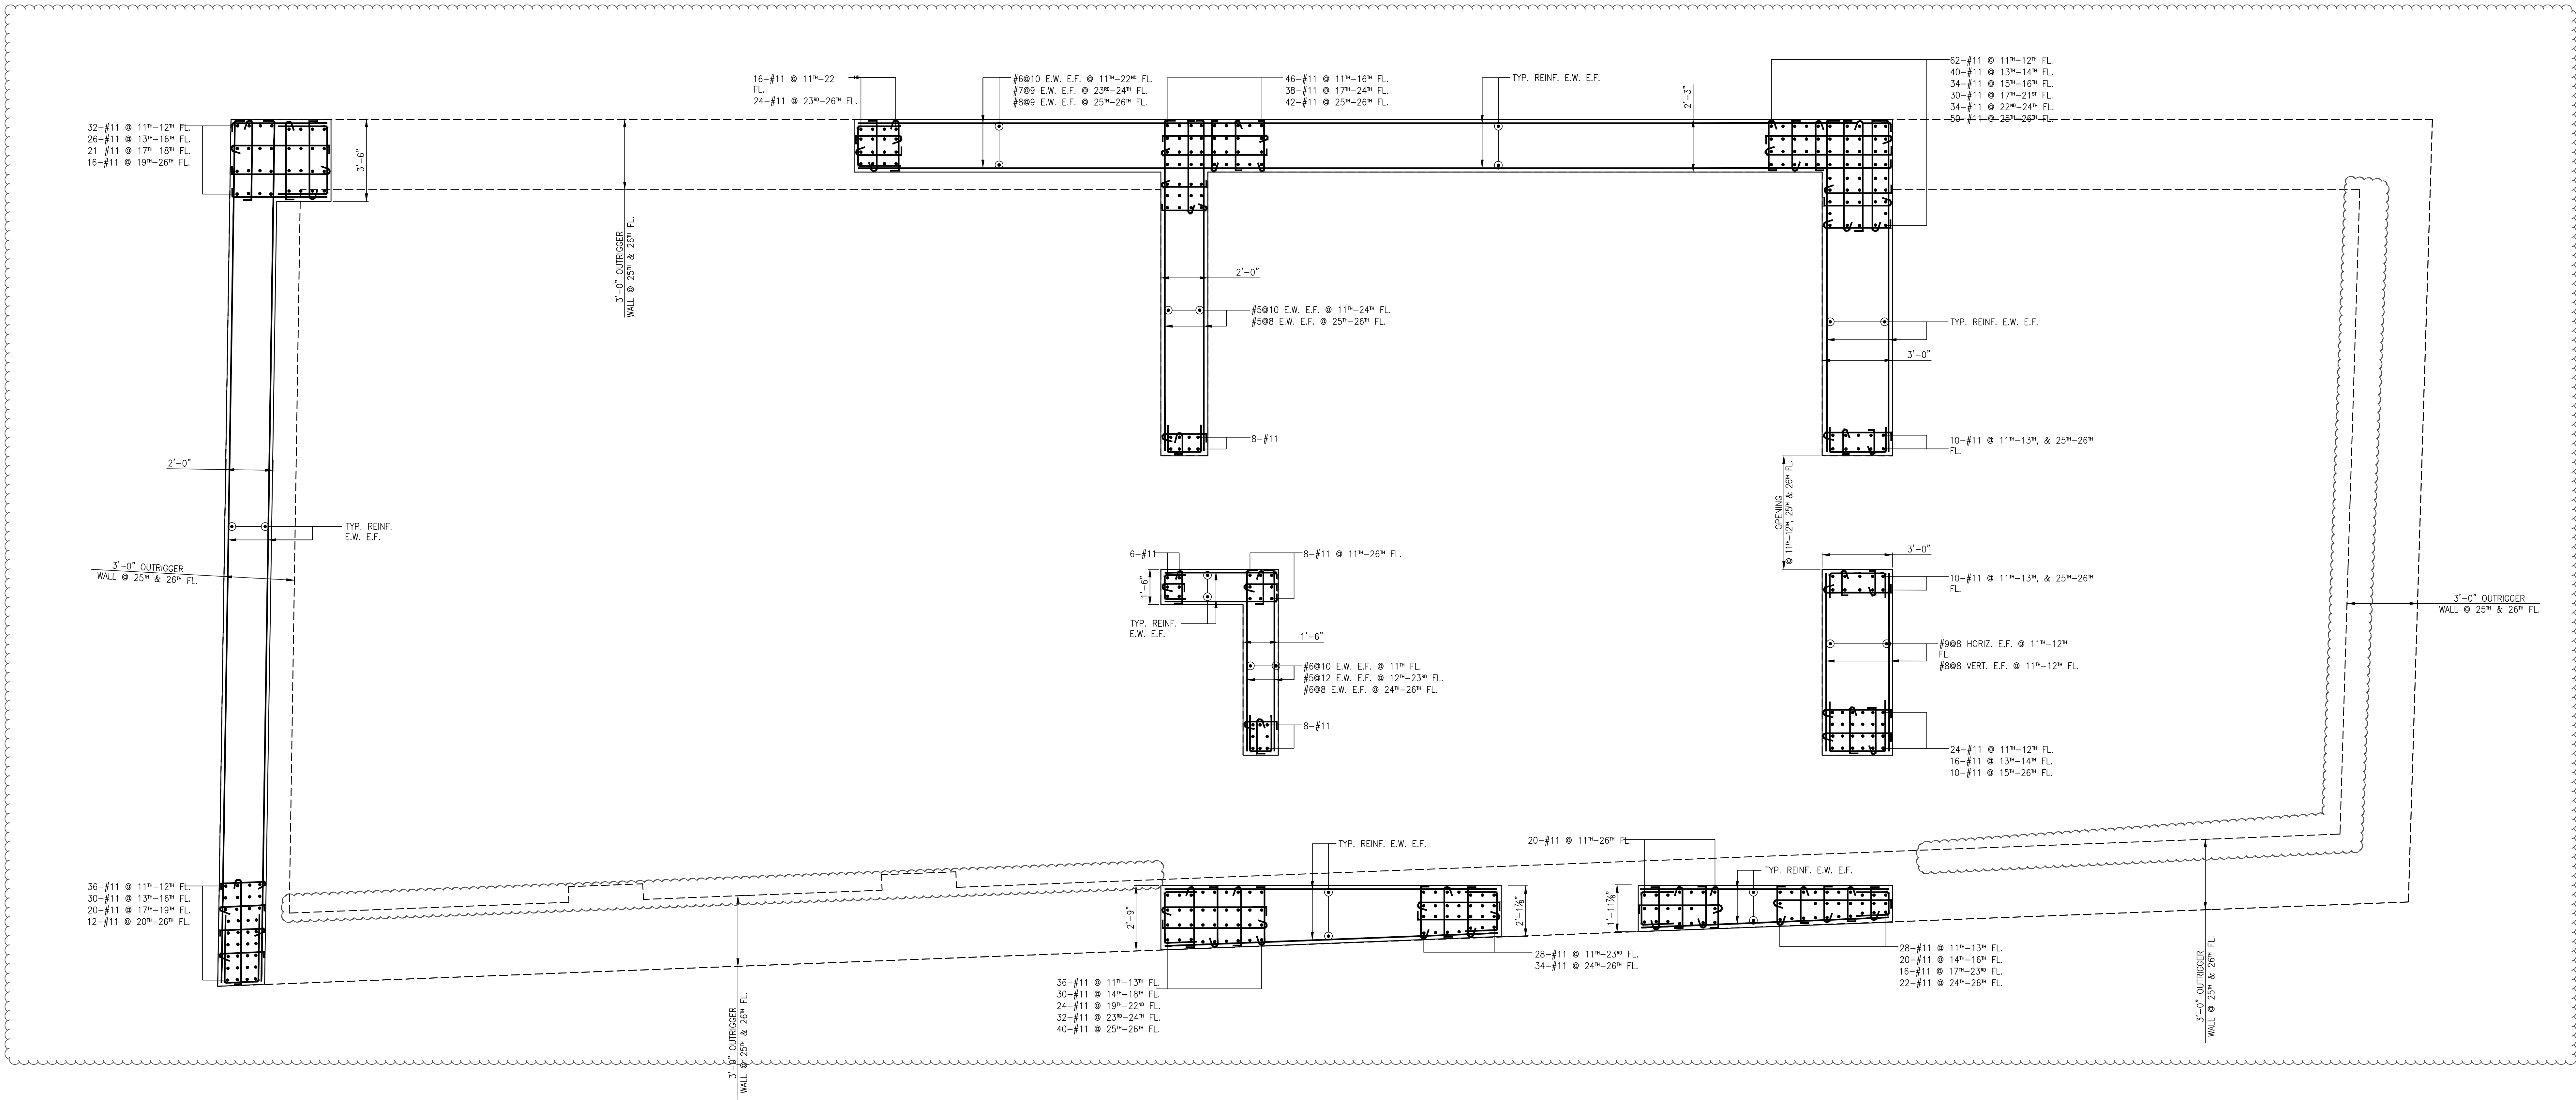 16-#11 @ 11TH-22 ND
FL.
24-#11 @ 23RD-26TH FL.
#6@10 E.W. E.F. @ 11TH-22ND FL.
#7@9 E.W. E.F. @ 23RD-24TH FL.
#8@9 E.W. E.F. @ 25TH-26TH FL.
46-#11 @ 11TH-16TH FL.
38-#11 @ 17TH-24TH FL.
42-#11 @ 25TH-26TH FL.
TYP. REINF. E.W. E.F.
2'-3"
62-#11 @ 11TH-12TH FL.
40-#11 @ 13TH-14TH FL.
34-#11 @ 15TH-16TH FL.
30-#11 @ 17TH-21ST FL.
34-#11 @ 22ND-24TH FL.
50-#11 @ 25TH-26TH FL.
32-#11 @ 11TH-12TH FL.
26-#11 @ 13TH-16TH FL.
21-#11 @ 17TH-18TH FL.
16-#11 @ 19TH-26TH FL.
3'-6"
3'-0" OUTRIGGER
WALL @ 25TH & 26TH FL.
2'-0"
#5@10 E.W. E.F. @ 11TH-24TH FL.
#5@8 E.W. E.F. @ 25TH-26TH FL.
TYP. REINF. E.W. E.F.
3'-0"
8-#11
10-#11 @ 11TH-13TH, & 25TH-26TH
FL.
2'-0"
OPENING
@ 11TH-12TH, 25TH & 26TH FL.
TYP. REINF.
E.W. E.F.
3'-0" OUTRIGGER
WALL @ 25TH & 26TH FL.
6-#11
8-#11 @ 11TH-26TH FL.
1'-6"
TYP. REINF.
E.W. E.F.
1'-6"
#6@10 E.W. E.F. @ 11TH FL.
#5@12 E.W. E.F. @ 12TH-23RD FL.
#6@8 E.W. E.F. @ 24TH-26TH FL.
8-#11
3'-0"
10-#11 @ 11TH-13TH, & 25TH-26TH
FL.
#9@8 HORIZ. E.F. @ 11TH-12TH
FL.
#8@8 VERT. E.F. @ 11TH-12TH FL.
24-#11 @ 11TH-12TH FL.
16-#11 @ 13TH-14TH FL.
10-#11 @ 15TH-26TH FL.
3'-0" OUTRIGGER
WALL @ 25TH & 26TH FL.
36-#11 @ 11TH-12TH FL.
30-#11 @ 13TH-16TH FL.
20-#11 @ 17TH-19TH FL.
12-#11 @ 20TH-26TH FL.
3'-9" OUTRIGGER
WALL @ 25TH & 26TH FL.
2'-9"
TYP. REINF. E.W. E.F.
2'-1⅞"
36-#11 @ 11TH-13TH FL.
30-#11 @ 14TH-18TH FL.
24-#11 @ 19TH-22ND FL.
32-#11 @ 23RD-24TH FL.
40-#11 @ 25TH-26TH FL.
28-#11 @ 11TH-23RD FL.
34-#11 @ 24TH-26TH FL.
20-#11 @ 11TH-26TH FL.
1'-11⅞"
TYP. REINF. E.W. E.F.
28-#11 @ 11TH-13TH FL.
20-#11 @ 14TH-16TH FL.
16-#11 @ 17TH-23RD FL.
22-#11 @ 24TH-26TH FL.
3'-0" OUTRIGGER
WALL @ 25TH & 26TH FL.